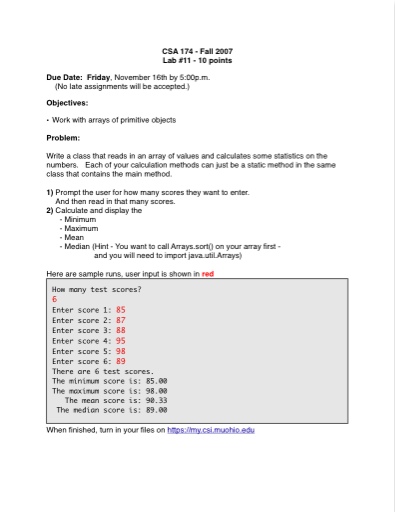 CSA 174 - Fall 2007
Lab #11 - 10 points
Due Date: Friday, November 16th by 5:00p.m.
(No late assignments will be accepted.)
Objectives:
• Work with arrays of primitive objects
Problem:
Write a class that reads in an array of values and calculates some statistics on the
numbers. Each of your calculation methods can just be a static method in the same
class that contains the main method.
1) Prompt the user for how many scores they want to enter.
And then read in that many scores.
2) Calculate and display the
- Minimum
- Maximum
- Mean
- Median (Hint - You want to call Arrays.sort() on your array first -
and you will need to import java.util.Arrays)
Here are sample runs, user input is shown in red
How many test scores?
6
Enter score 1: 85
Enter score 2: 87
Enter score 3: 88
Enter score 4: 95
Enter score 5: 98
Enter score 6: 89
There are 6 test scores.
The minimum score is: 85.00
The maximum score is: 98.00
The mean score is: 90.33
The median score is: 89.00
When finished, turn in your files on https://my.csi.muohio.edu